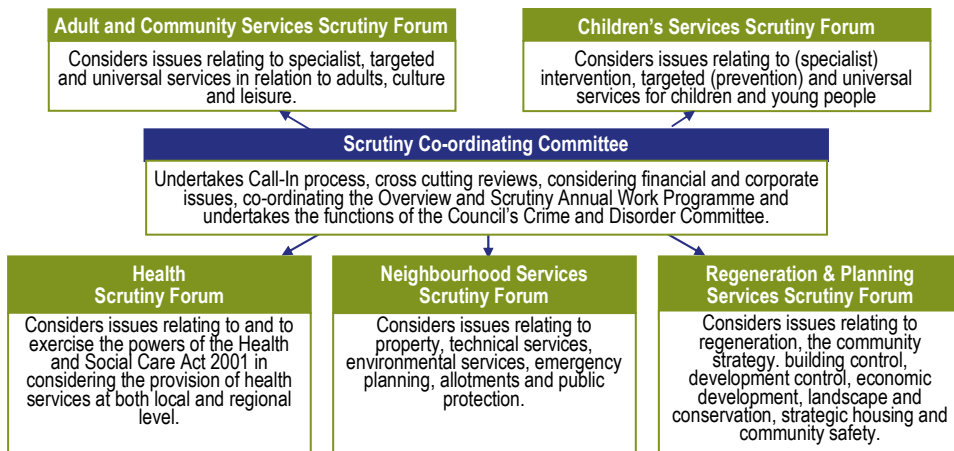 Adult and Community Services Scrutiny Forum
Considers issues relating to specialist, targeted
and universal services in relation to adults, culture
and leisure.
Children's Services Scrutiny Forum
Considers issues relating to (specialist)
intervention, targeted (prevention) and universal
services for children and young people
Scrutiny Co-ordinating Committee
Undertakes Call-In process, cross cutting reviews, considering financial and corporate
issues, co-ordinating the Overview and Scrutiny Annual Work Programme and
undertakes the functions of the Council's Crime and Disorder Committee.
Health
Scrutiny Forum
Considers issues relating to and to
exercise the powers of the Health
and Social Care Act 2001 in
considering the provision of health
services at both local and regional
level.
Neighbourhood Services
Scrutiny Forum
Considers issues relating to
property, technical services,
environmental services, emergency
planning, allotments and public
protection.
Regeneration & Planning
Services Scrutiny Forum
Considers issues relating to
regeneration, the community
strategy. building control,
development control, economic
development, landscape and
conservation, strategic housing and
community safety.